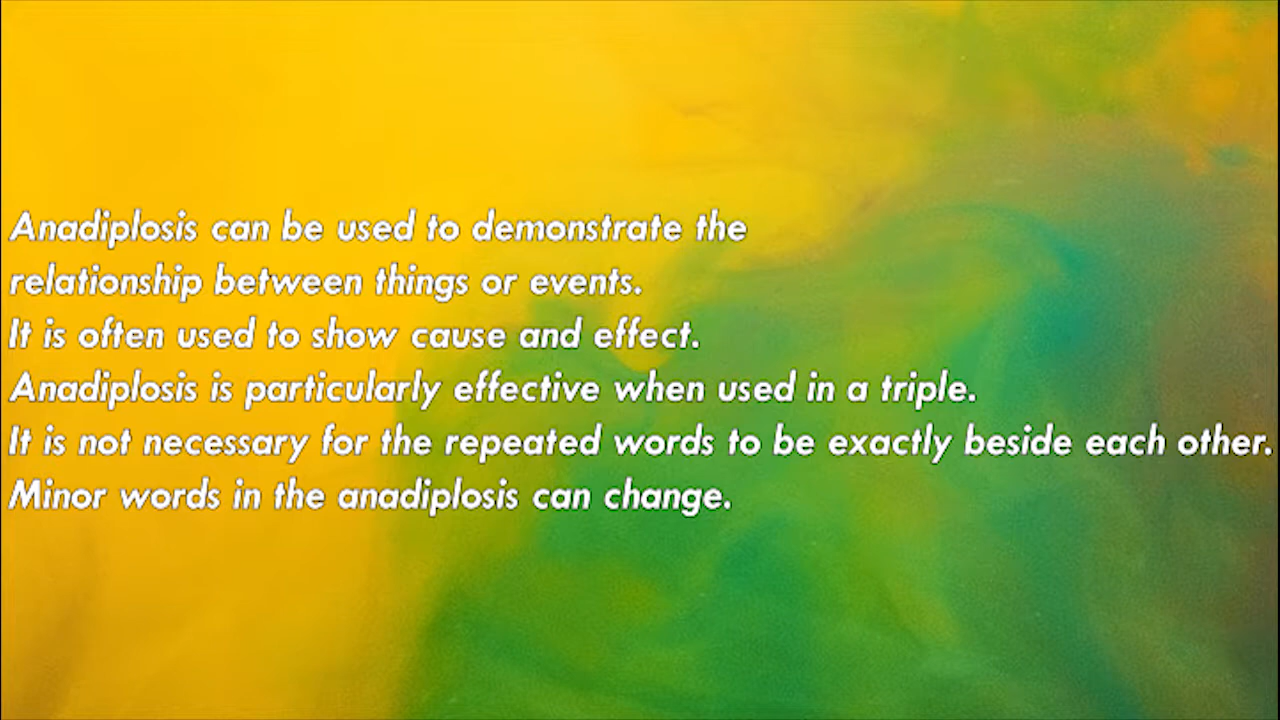 Anadiplosis can be used to demonstrate the
relationship between things or events.
It is often used to show cause and effect.
Anadiplosis is particularly effective when used in a triple.
It is not necessary for the repeated words to be exactly beside each other.
Minor words in the anadiplosis can change.